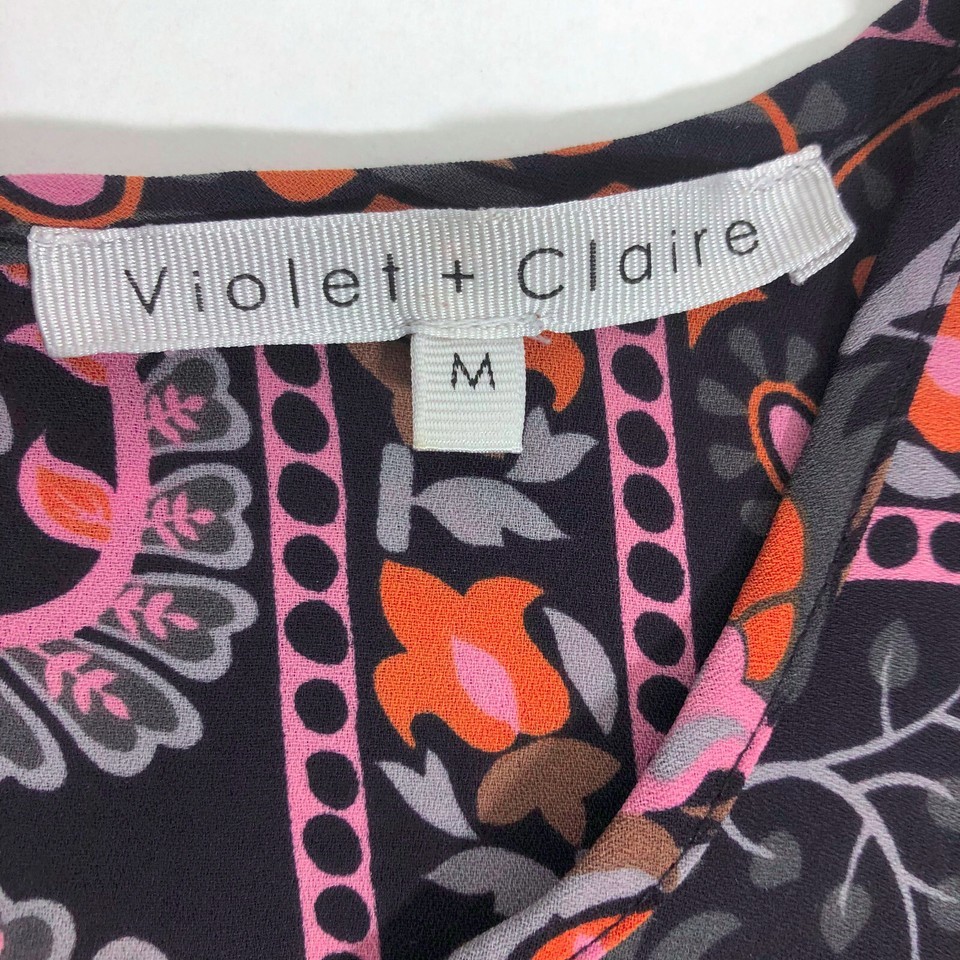 Violet + Claire
M